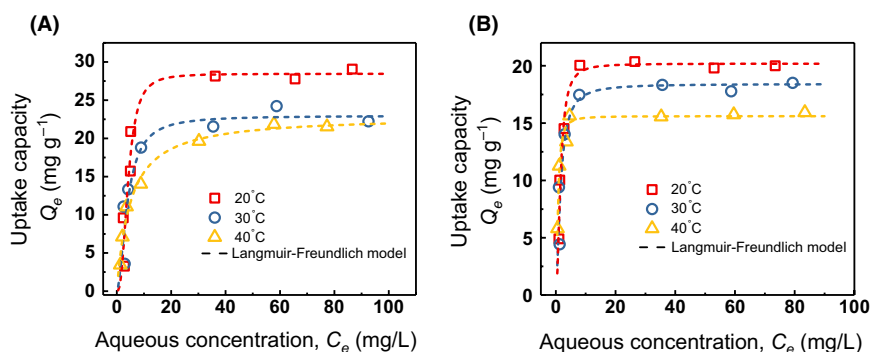 (A)
Uptake capacity
Qe (mg g⁻¹)
30
25
20
15
10
5
0
20°C
30°C
40°C
Langmuir-Freundlich model
0 20 40 60 80 100
Aqueous concentration, Ce (mg/L)
(B)
Uptake capacity
Qe (mg g⁻¹)
20
15
10
5
0
20°C
30°C
40°C
Langmuir-Freundlich model
0 20 40 60 80 100
Aqueous concentration, Ce (mg/L)